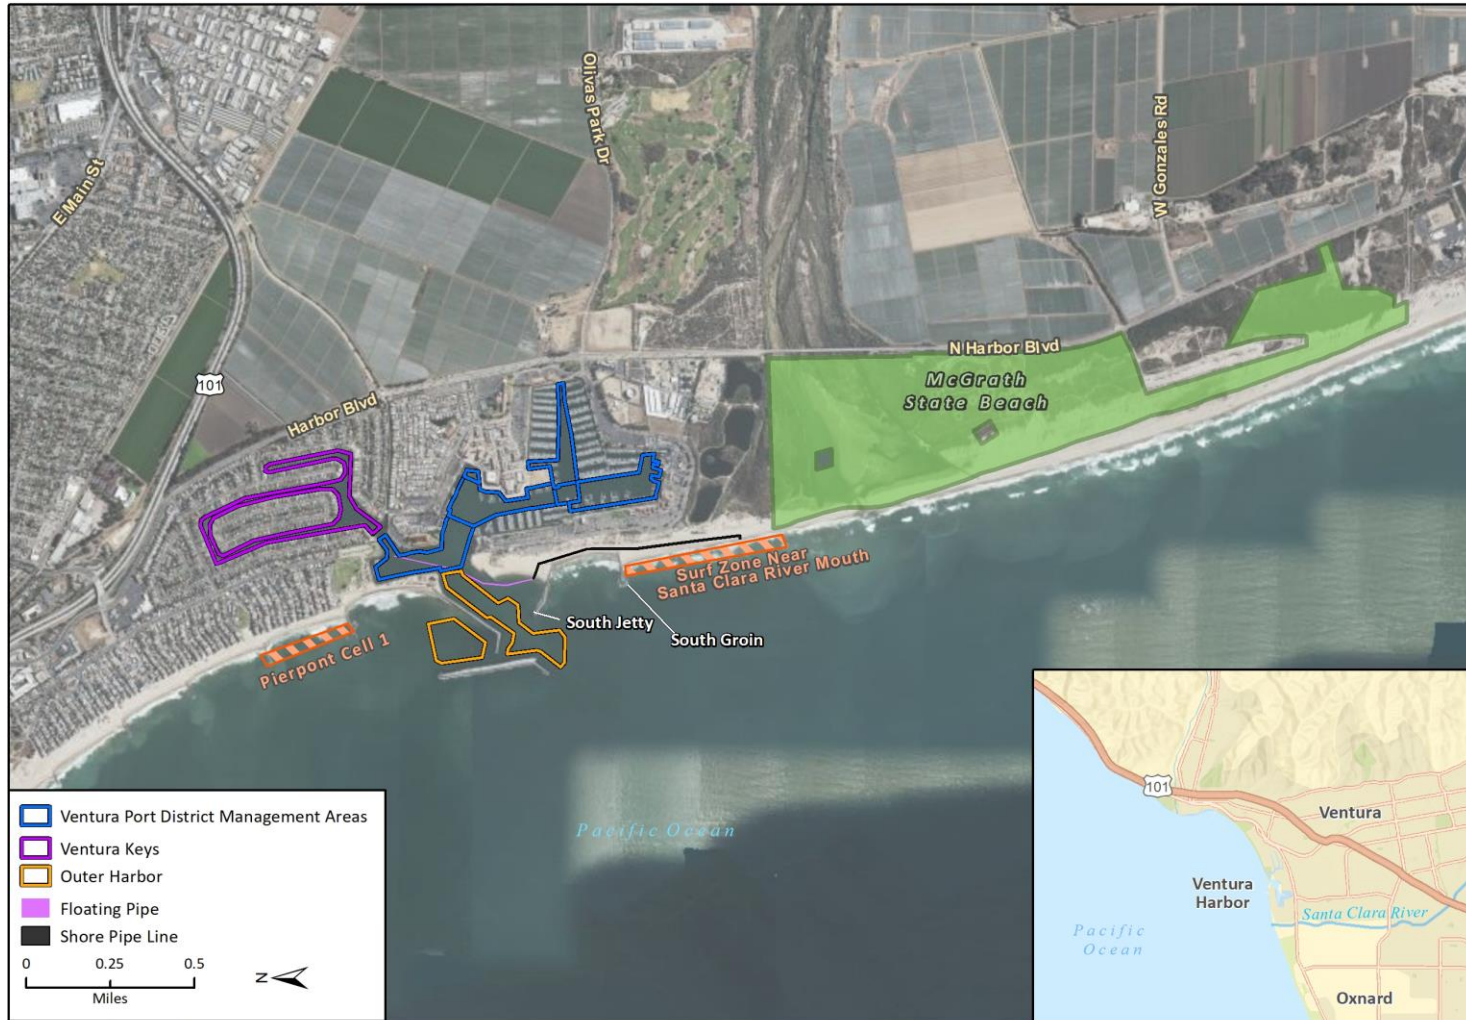 Olivas Park Dr
E Main St
W Gonzales Rd
101
Harbor Blvd
N Harbor Blvd
McGrath
State Beach
Surf Zone Near
Santa Clara River Mouth
South Jetty
South Groin
Pierpont Cell 1
Pacific Ocean
Ventura Port District Management Areas
Ventura Keys
Outer Harbor
Floating Pipe
Shore Pipe Line
0 0.25 0.5
Miles
N
101
Ventura
Ventura
Harbor
Santa Clara River
Pacific
Ocean
Oxnard